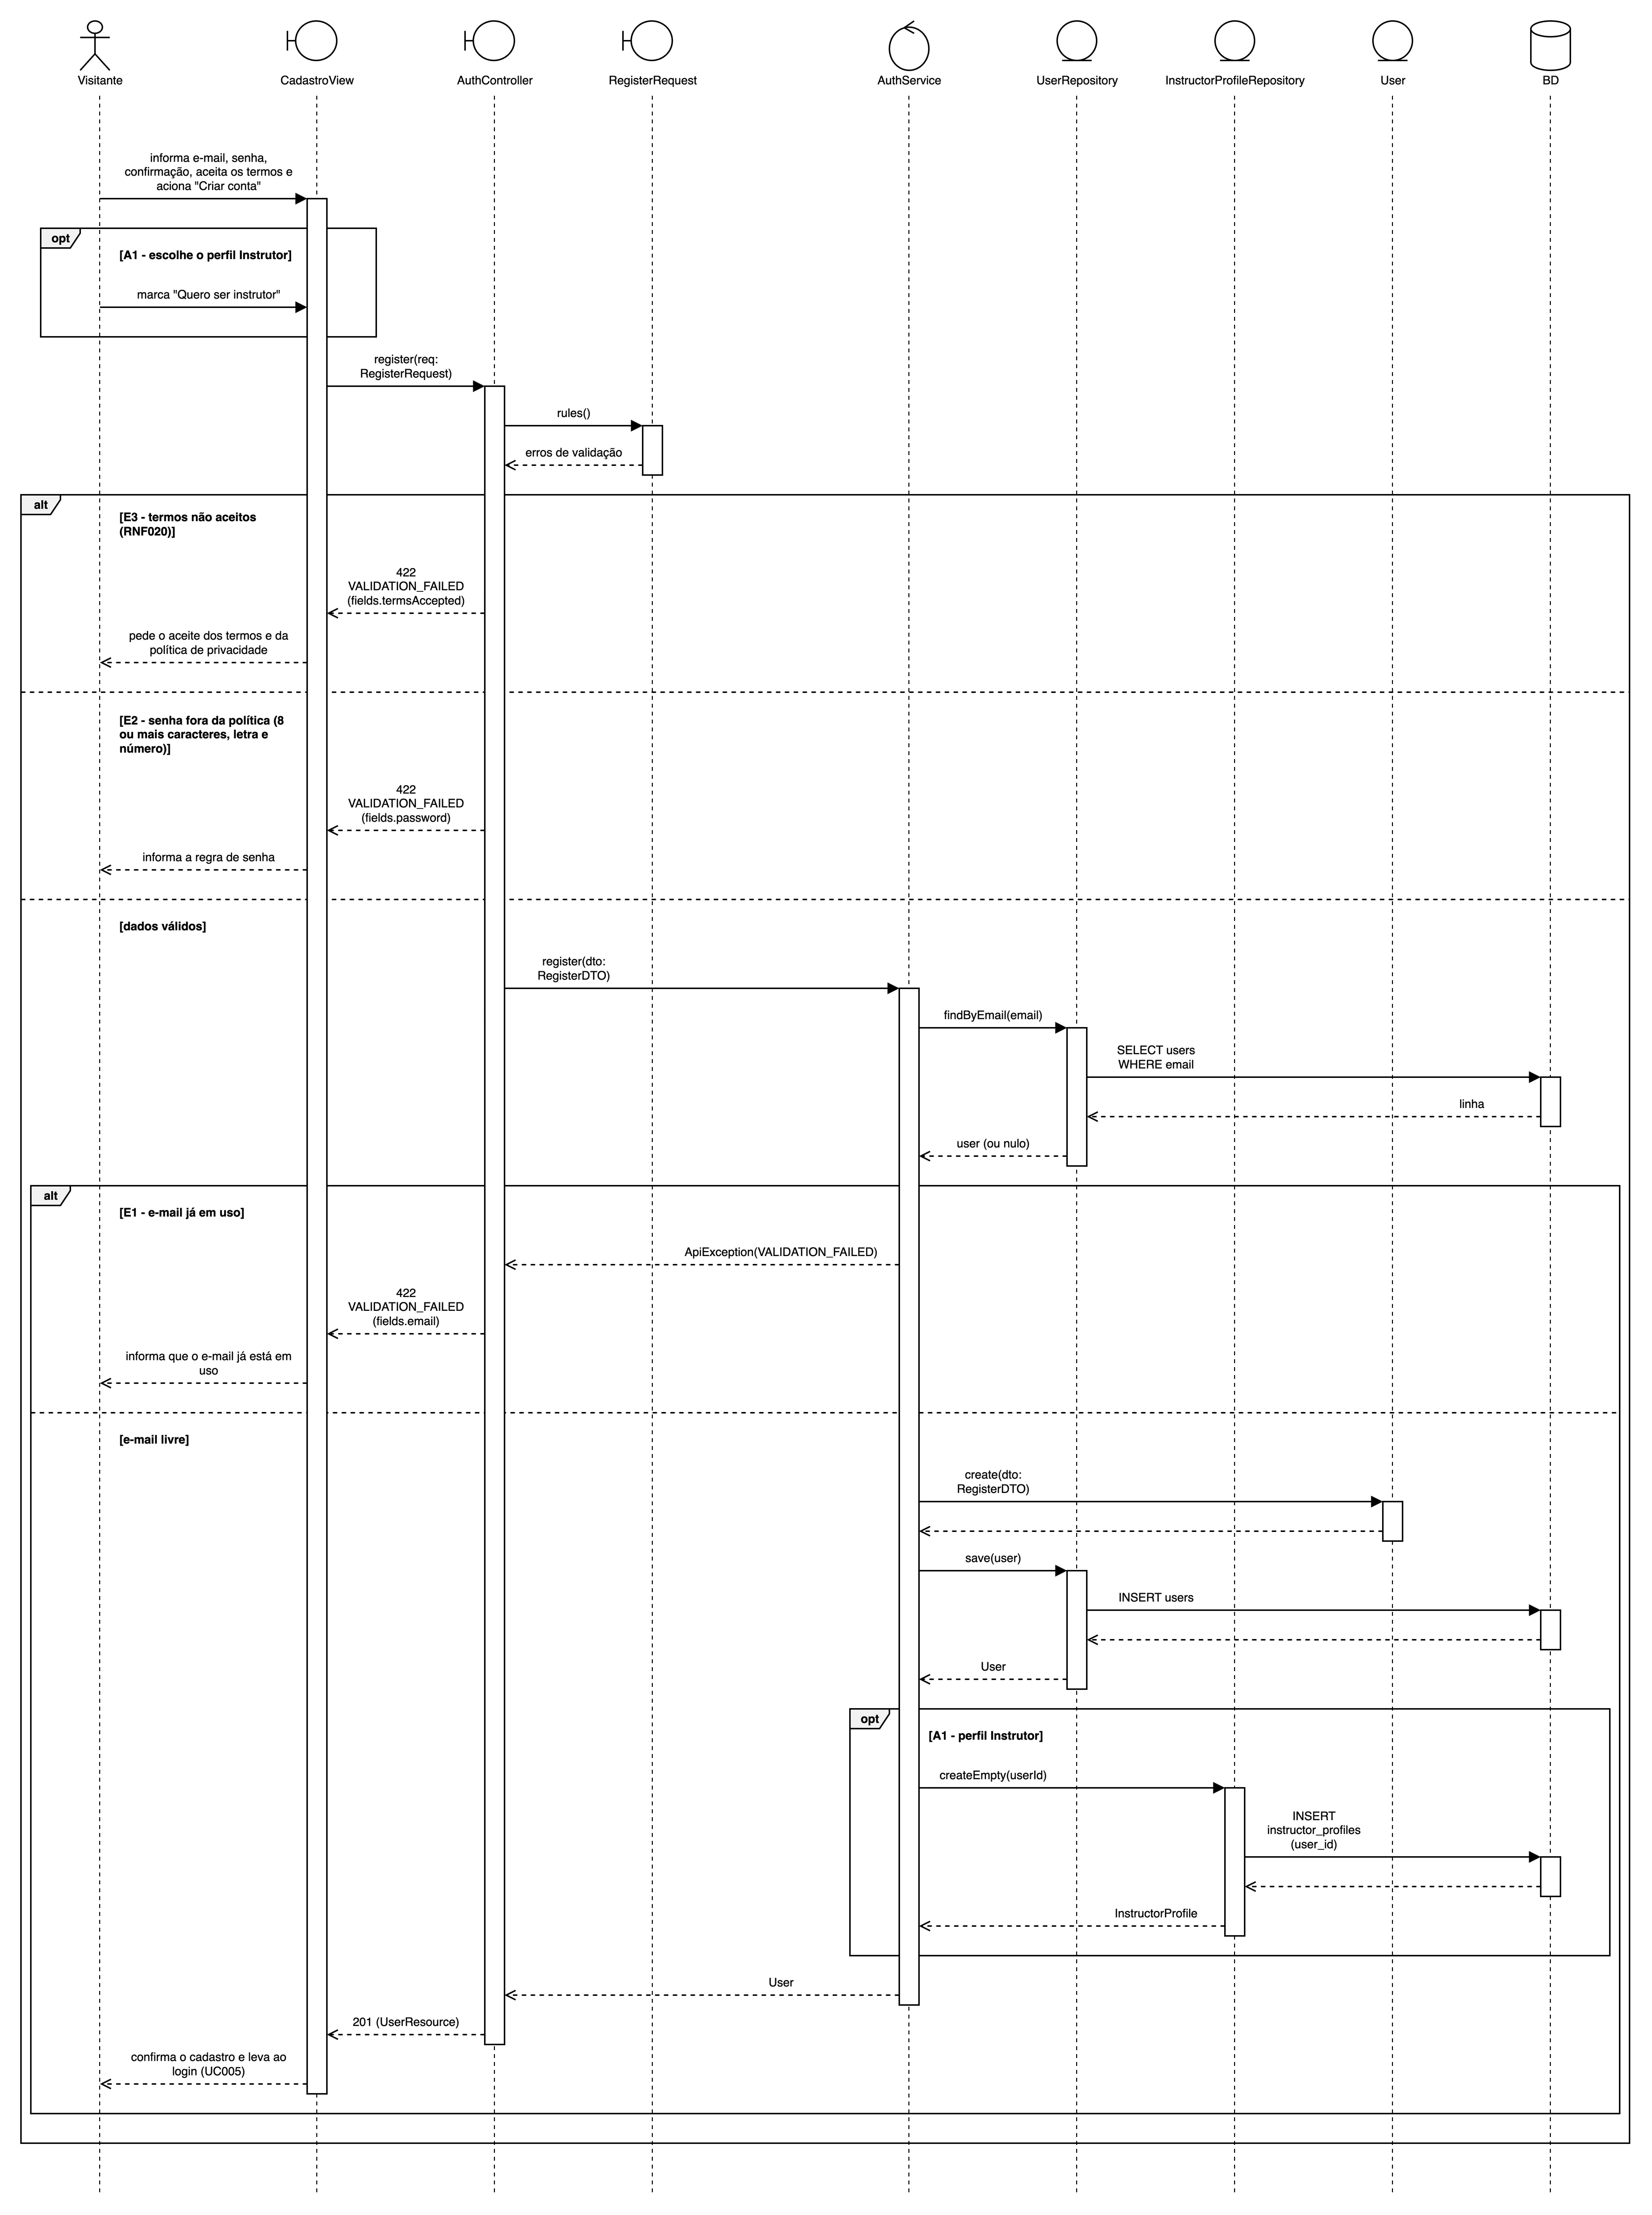 Visitante
CadastroView
AuthController
RegisterRequest
AuthService
UserRepository
InstructorProfileRepository
User
BD
informa e-mail, senha,
confirmação, aceita os termos e
aciona "Criar conta"
opt
[A1 - escolhe o perfil Instrutor]
marca "Quero ser instrutor"
register(req:
RegisterRequest)
rules()
erros de validação
alt
[E3 - termos não aceitos
(RNF020)]
422
VALIDATION_FAILED
(fields.termsAccepted)
pede o aceite dos termos e da
política de privacidade
[E2 - senha fora da política (8
ou mais caracteres, letra e
número)]
422
VALIDATION_FAILED
(fields.password)
informa a regra de senha
[dados válidos]
register(dto:
RegisterDTO)
findByEmail(email)
SELECT users
WHERE email
linha
user (ou nulo)
alt
[E1 - e-mail já em uso]
ApiException(VALIDATION_FAILED)
422
VALIDATION_FAILED
(fields.email)
informa que o e-mail já está em
uso
[e-mail livre]
create(dto:
RegisterDTO)
save(user)
INSERT users
User
opt
[A1 - perfil Instrutor]
createEmpty(userId)
INSERT
instructor_profiles
(user_id)
InstructorProfile
User
201 (UserResource)
confirma o cadastro e leva ao
login (UC005)